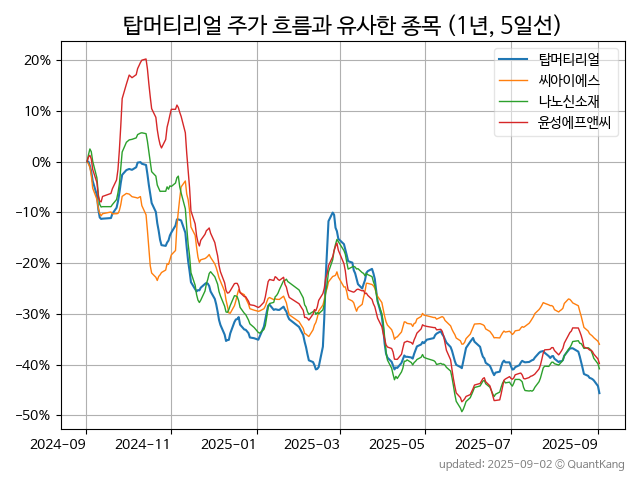 탑머티리얼 주가 흐름과 유사한 종목 (1년, 5일선)
탑머티리얼
씨아이에스
나노신소재
윤성에프앤씨
20%
10%
0%
−10%
−20%
−30%
−40%
−50%
2024-09 2024-11 2025-01 2025-03 2025-05 2025-07 2025-09
updated: 2025-09-02 © QuantKang